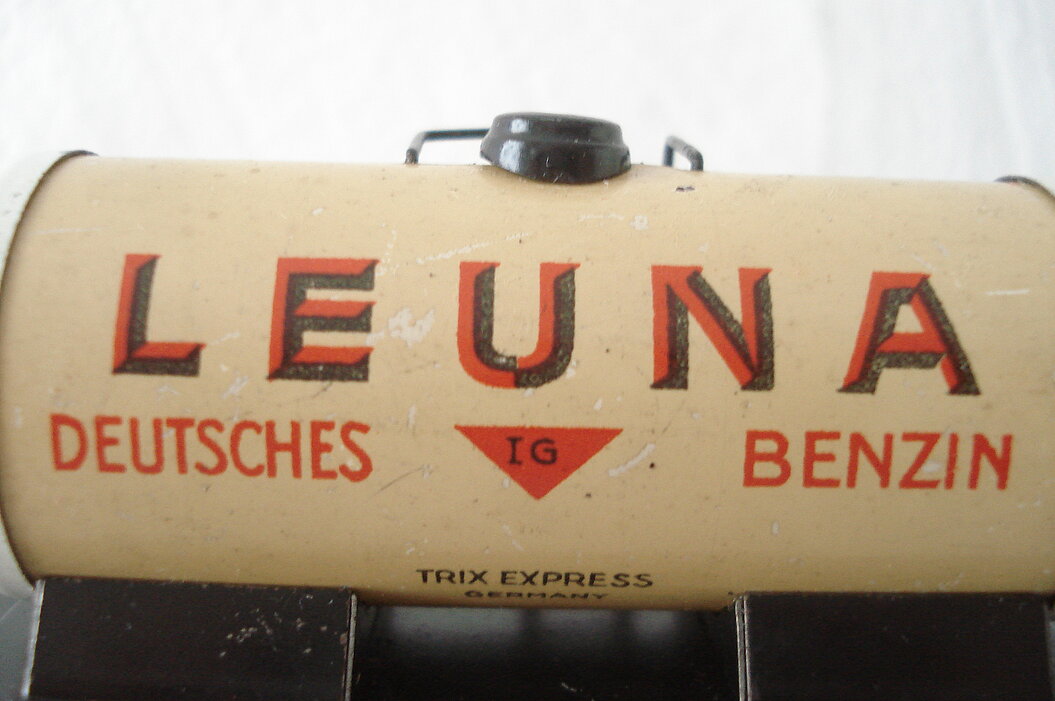 LEUNA
DEUTSCHES IG BENZIN
TRIX EXPRESS
GERMANY